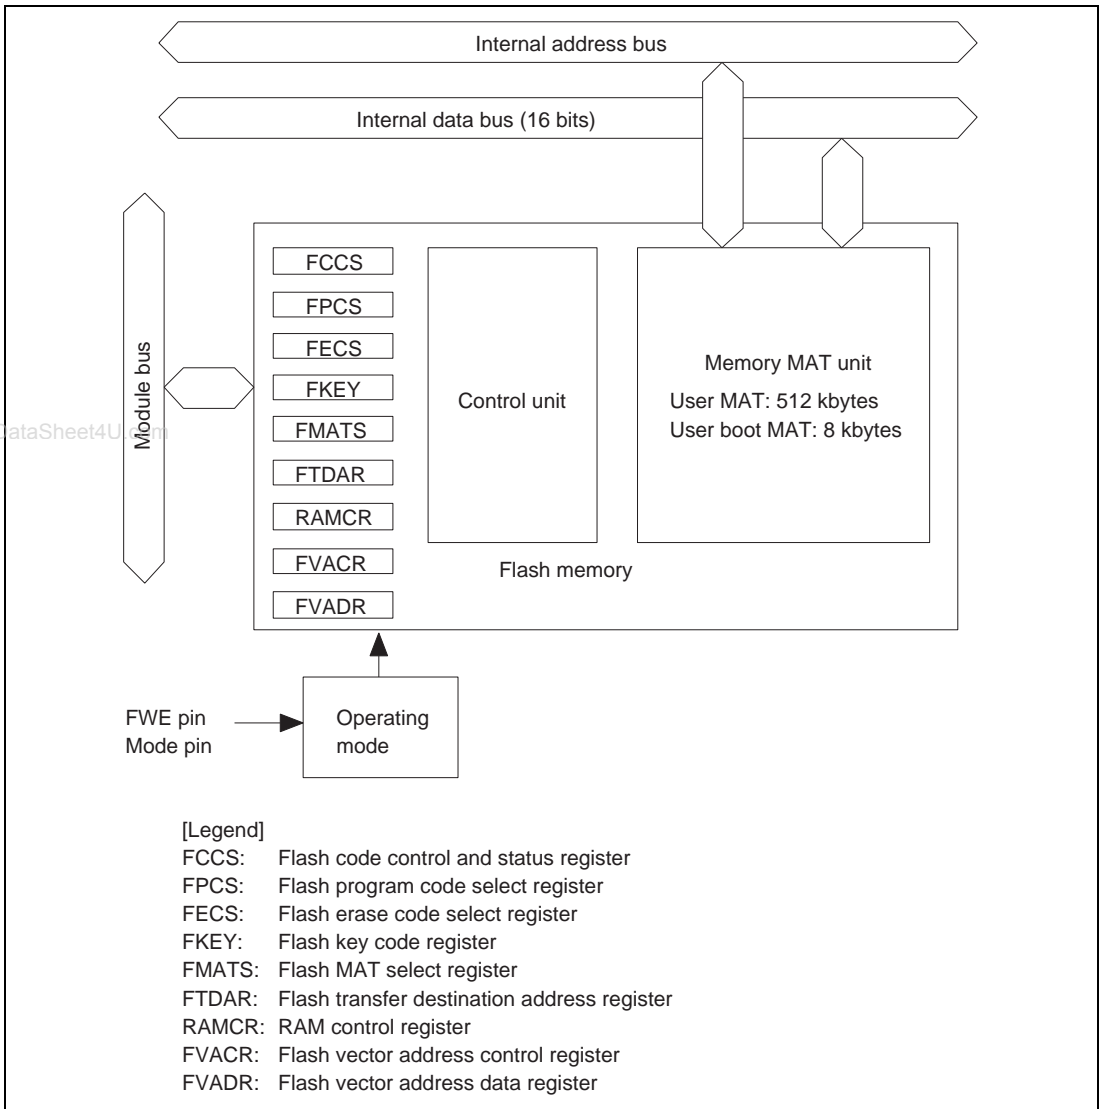 Internal address bus
Internal data bus (16 bits)
Module bus
FCCS
FPCS
FECS
FKEY
FMATS
FTDAR
RAMCR
FVACR
FVADR
Control unit
Memory MAT unit
User MAT: 512 kbytes
User boot MAT: 8 kbytes
Flash memory
FWE pin
Mode pin
Operating
mode
[Legend]
FCCS: Flash code control and status register
FPCS: Flash program code select register
FECS: Flash erase code select register
FKEY: Flash key code register
FMATS: Flash MAT select register
FTDAR: Flash transfer destination address register
RAMCR: RAM control register
FVACR: Flash vector address control register
FVADR: Flash vector address data register